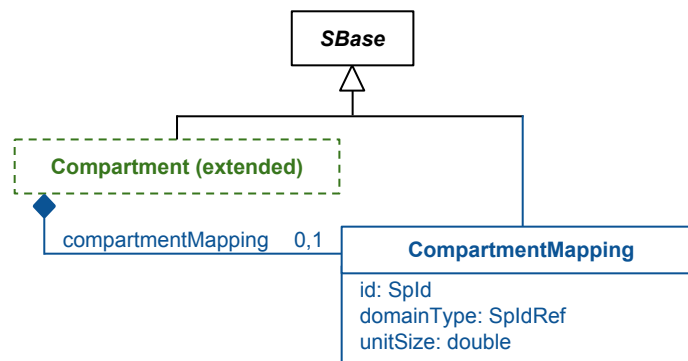 SBase
Compartment (extended)
compartmentMapping 0,1
CompartmentMapping
id: SpId
domainType: SpIdRef
unitSize: double